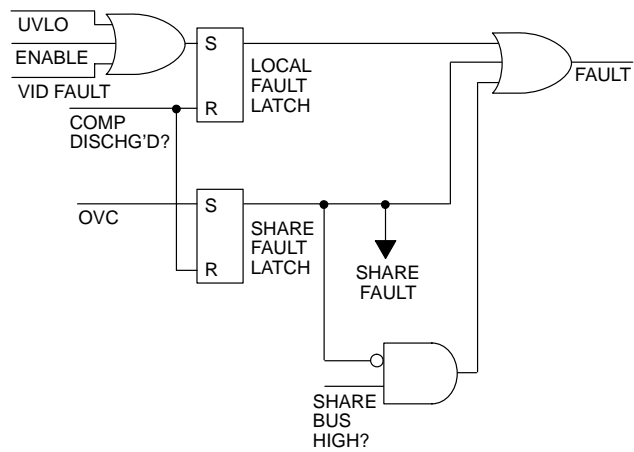 UVLO
ENABLE
VID FAULT
S
R
LOCAL
FAULT
LATCH
FAULT
COMP
DISCHG'D?
OVC
S
R
SHARE
FAULT
LATCH
SHARE
FAULT
SHARE
BUS
HIGH?